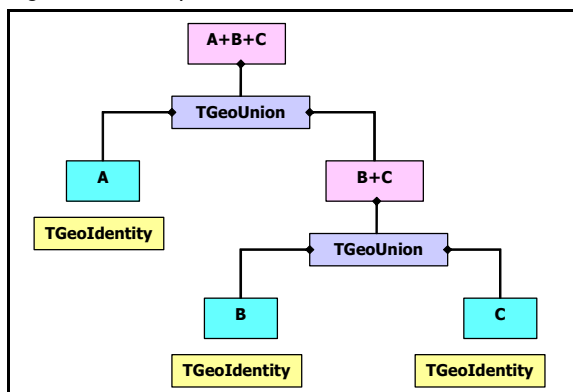 A+B+C
TGeoUnion
A
B+C
TGeoIdentity
TGeoUnion
B
C
TGeoIdentity
TGeoIdentity